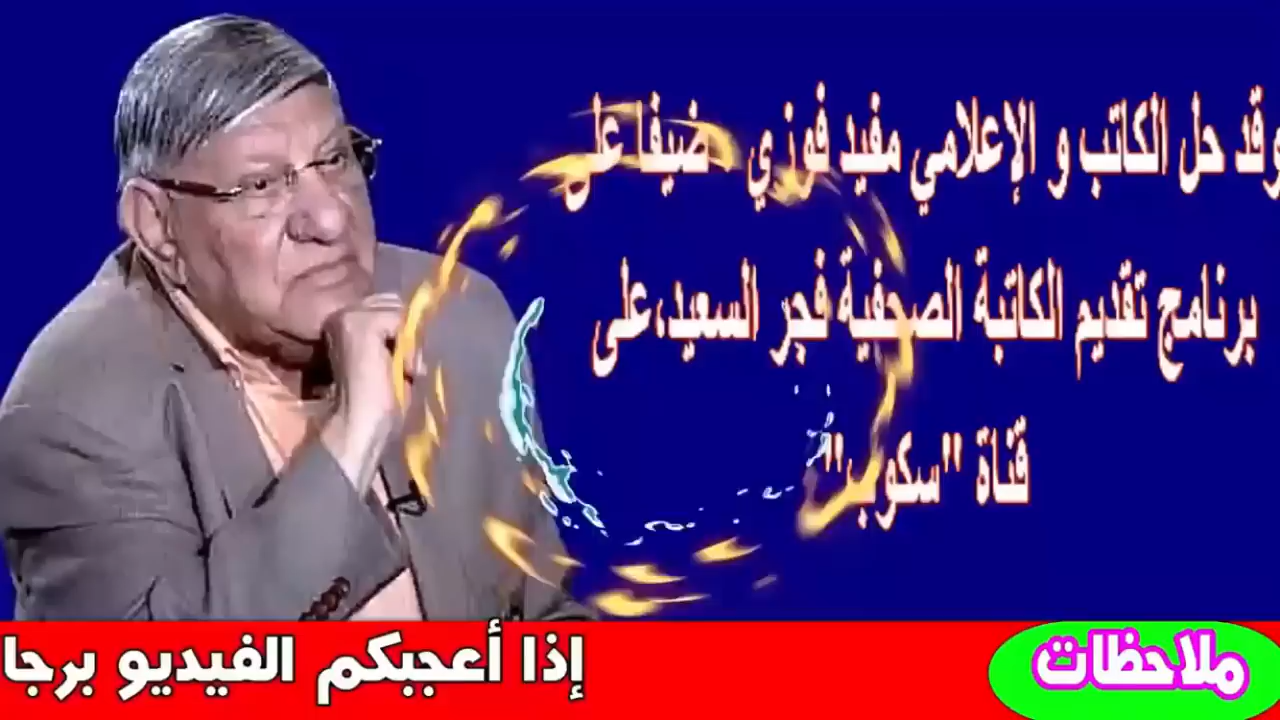 وقد حل الكاتب و الإعلامي مفيد فوزي ضيفا على
برنامج تقديم الكاتبة الصحفية فجر السعيد،على
قناة "سكوب"
إذا أعجبكم الفيديو برجا
ملاحظات